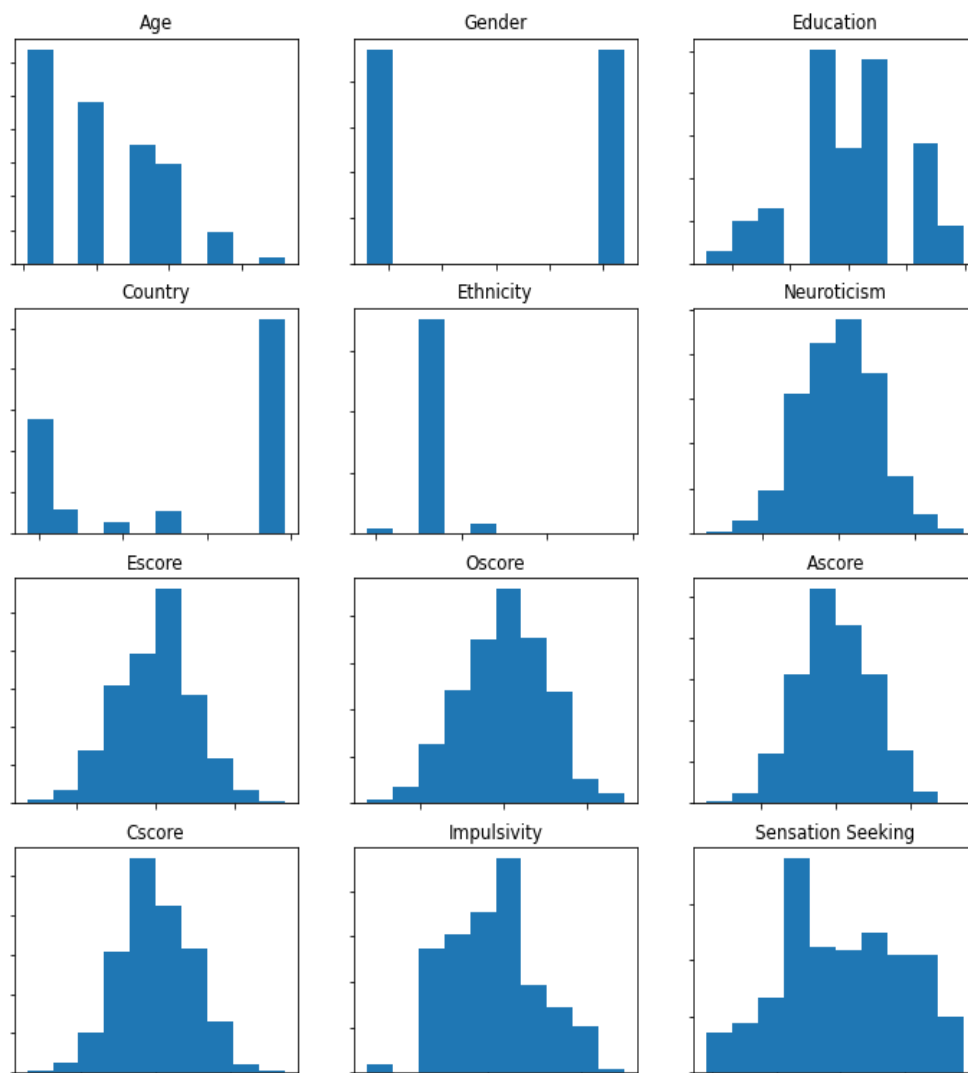 Age
Gender
Education
Country
Ethnicity
Neuroticism
Escore
Oscore
Ascore
Cscore
Impulsivity
Sensation Seeking